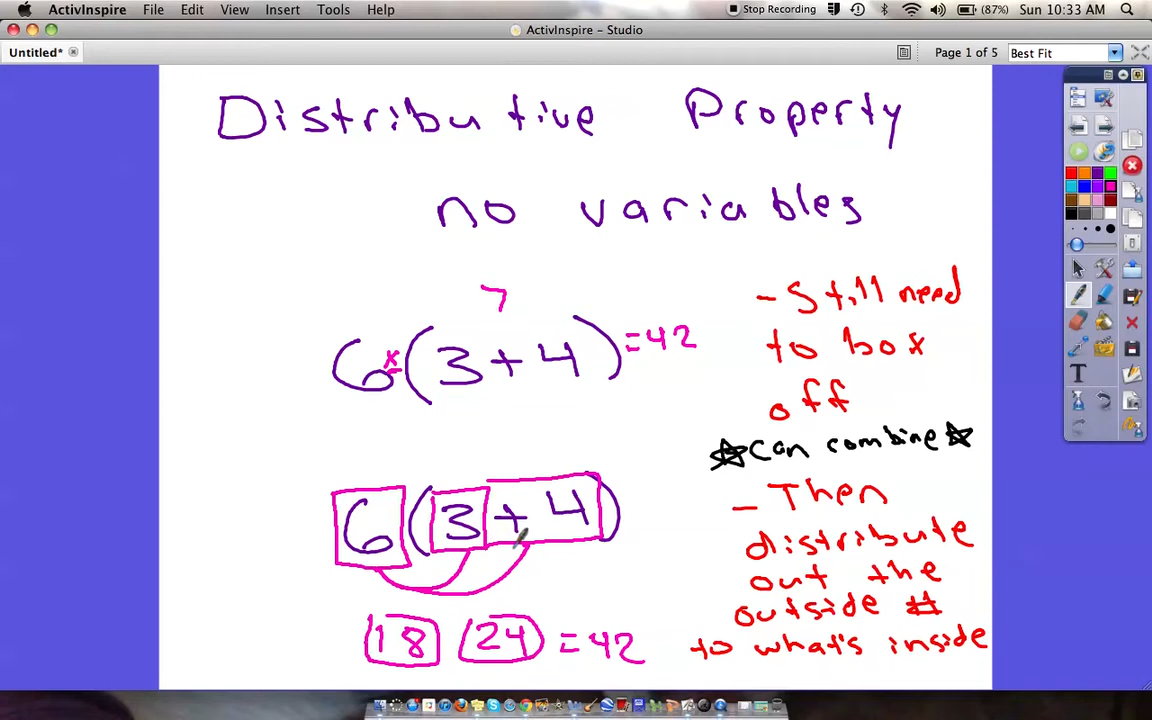 ActivInspire File Edit View Insert Tools Help Stop Recording (87%) Sun 10:33 AM
ActivInspire - Studio
Untitled* Page 1 of 5 Best Fit
Distributive Property
no variables
7
6 x (3 + 4) = 42
6 (3 + 4)
18 24 = 42
- Still need
to box
off
☆Can combine☆
- Then
distribute
out the
outside #
to what's inside
T